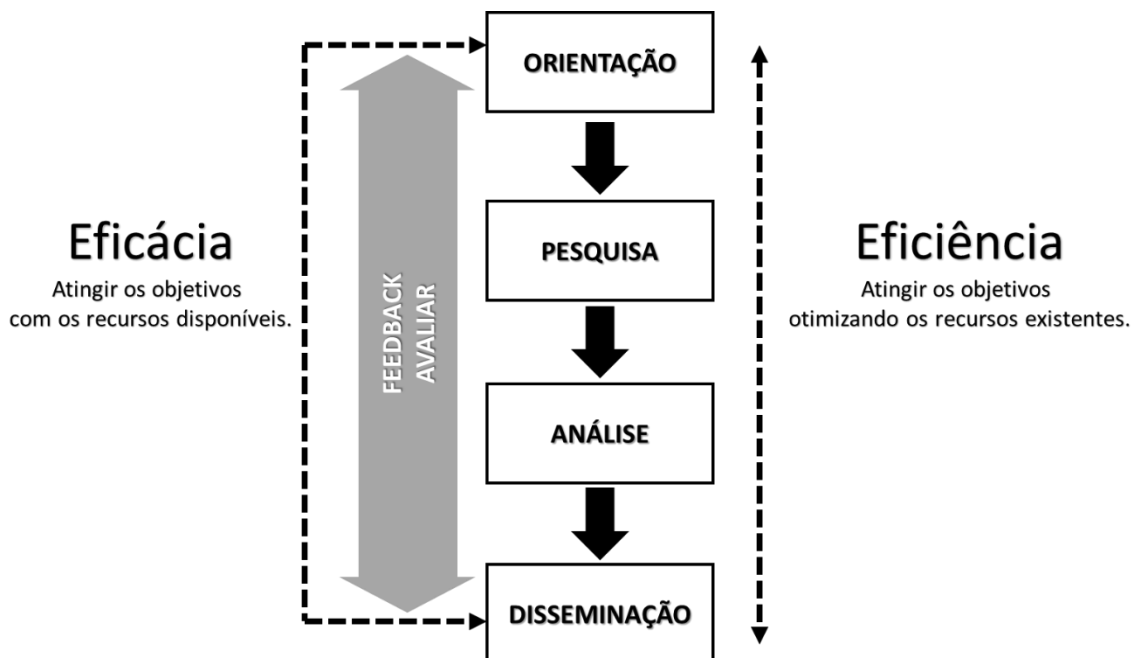 ORIENTAÇÃO
PESQUISA
ANÁLISE
DISSEMINAÇÃO
Eficácia
Atingir os objetivos
com os recursos disponíveis.
FEEDBACK
AVALIAR
Eficiência
Atingir os objetivos
otimizando os recursos existentes.